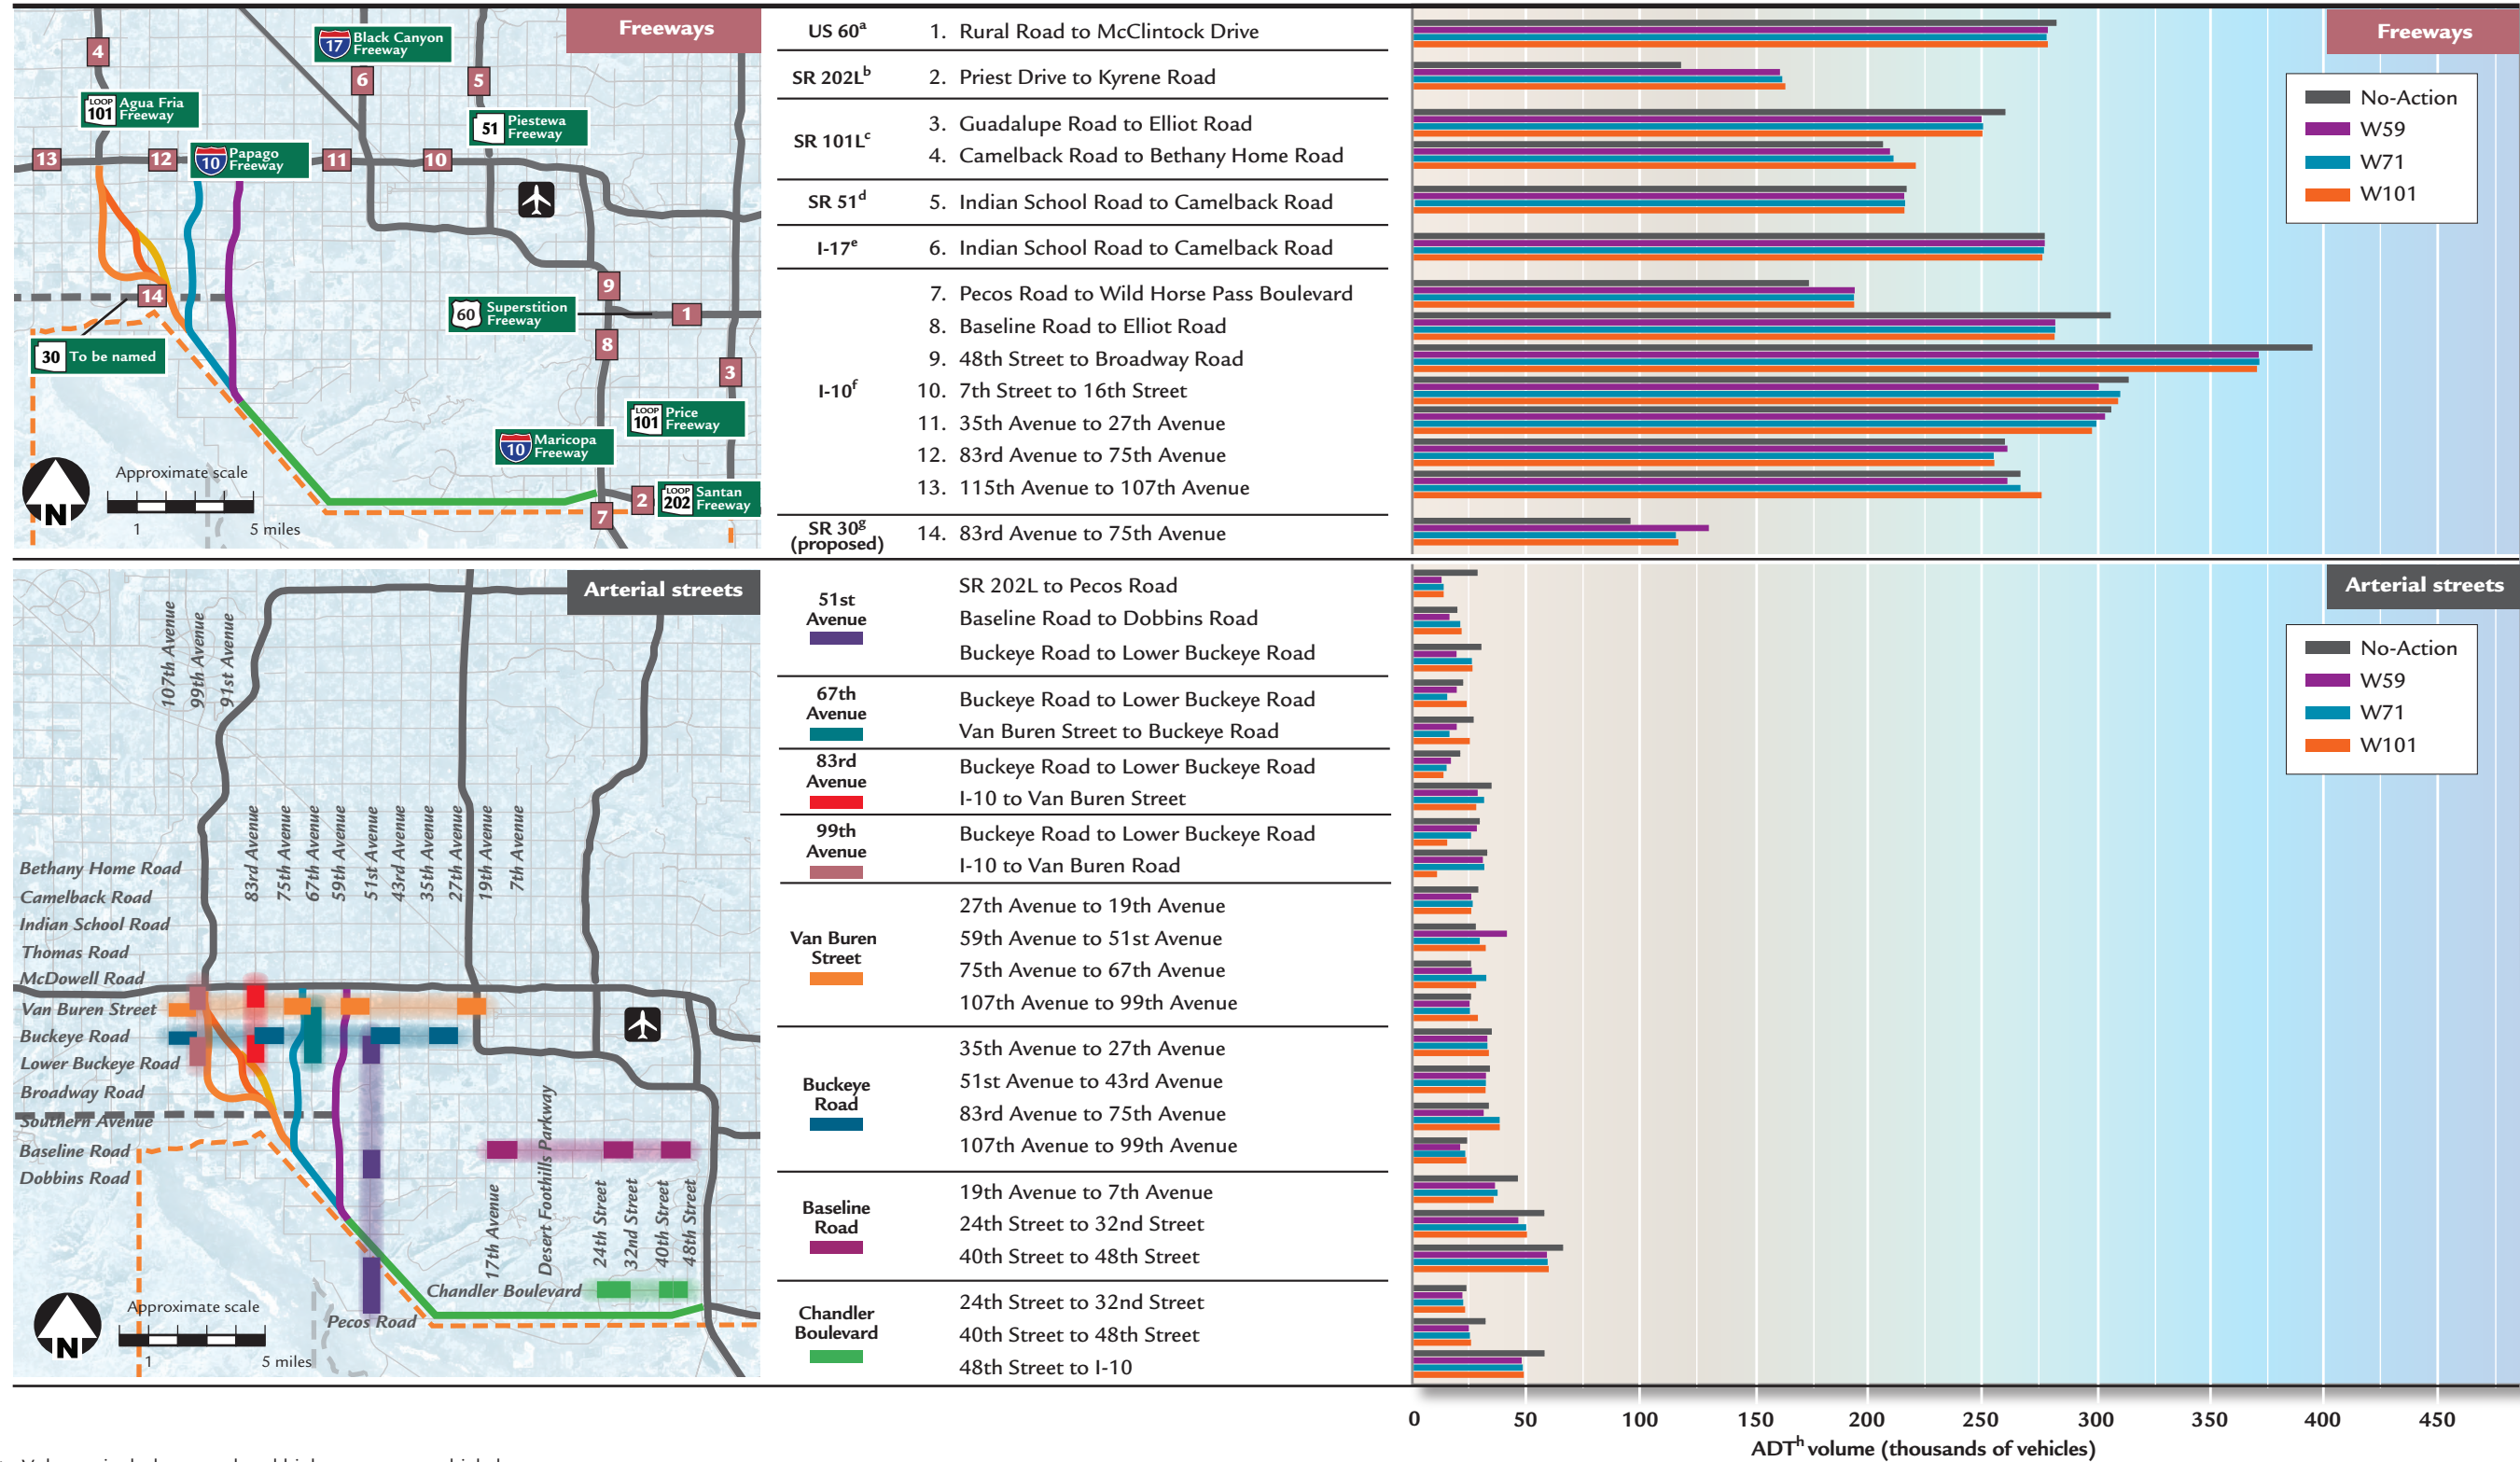 Freeways
4
17 Black Canyon
Freeway
6
5
LOOP
101 Agua Fria
Freeway
51 Piestewa
Freeway
13
12
10 Papago
Freeway
11
10
14
9
60 Superstition
Freeway
1
8
30 To be named
3
LOOP
101 Price
Freeway
10 Maricopa
Freeway
Approximate scale
N
1
5 miles
2
LOOP
202 Santan
Freeway
7
US 60a
1. Rural Road to McClintock Drive
SR 202Lb
2. Priest Drive to Kyrene Road
SR 101Lc
3. Guadalupe Road to Elliot Road
4. Camelback Road to Bethany Home Road
SR 51d
5. Indian School Road to Camelback Road
I-17e
6. Indian School Road to Camelback Road
I-10f
7. Pecos Road to Wild Horse Pass Boulevard
8. Baseline Road to Elliot Road
9. 48th Street to Broadway Road
10. 7th Street to 16th Street
11. 35th Avenue to 27th Avenue
12. 83rd Avenue to 75th Avenue
13. 115th Avenue to 107th Avenue
SR 30g
(proposed)
14. 83rd Avenue to 75th Avenue
Freeways
No-Action
W59
W71
W101
Arterial streets
107th Avenue
99th Avenue
91st Avenue
83rd Avenue
75th Avenue
67th Avenue
59th Avenue
51st Avenue
43rd Avenue
35th Avenue
27th Avenue
19th Avenue
7th Avenue
Bethany Home Road
Camelback Road
Indian School Road
Thomas Road
McDowell Road
Van Buren Street
Buckeye Road
Lower Buckeye Road
Broadway Road
Southern Avenue
Baseline Road
Dobbins Road
17th Avenue
Desert Foothills Parkway
24th Street
32nd Street
40th Street
48th Street
Chandler Boulevard
Pecos Road
Approximate scale
N
1
5 miles
51st
Avenue
SR 202L to Pecos Road
Baseline Road to Dobbins Road
Buckeye Road to Lower Buckeye Road
67th
Avenue
Buckeye Road to Lower Buckeye Road
Van Buren Street to Buckeye Road
83rd
Avenue
Buckeye Road to Lower Buckeye Road
I-10 to Van Buren Street
99th
Avenue
Buckeye Road to Lower Buckeye Road
I-10 to Van Buren Road
Van Buren
Street
27th Avenue to 19th Avenue
59th Avenue to 51st Avenue
75th Avenue to 67th Avenue
107th Avenue to 99th Avenue
Buckeye
Road
35th Avenue to 27th Avenue
51st Avenue to 43rd Avenue
83rd Avenue to 75th Avenue
107th Avenue to 99th Avenue
Baseline
Road
19th Avenue to 7th Avenue
24th Street to 32nd Street
40th Street to 48th Street
Chandler
Boulevard
24th Street to 32nd Street
40th Street to 48th Street
48th Street to I-10
Arterial streets
No-Action
W59
W71
W101
0 50 100 150 200 250 300 350 400 450
ADTh volume (thousands of vehicles)